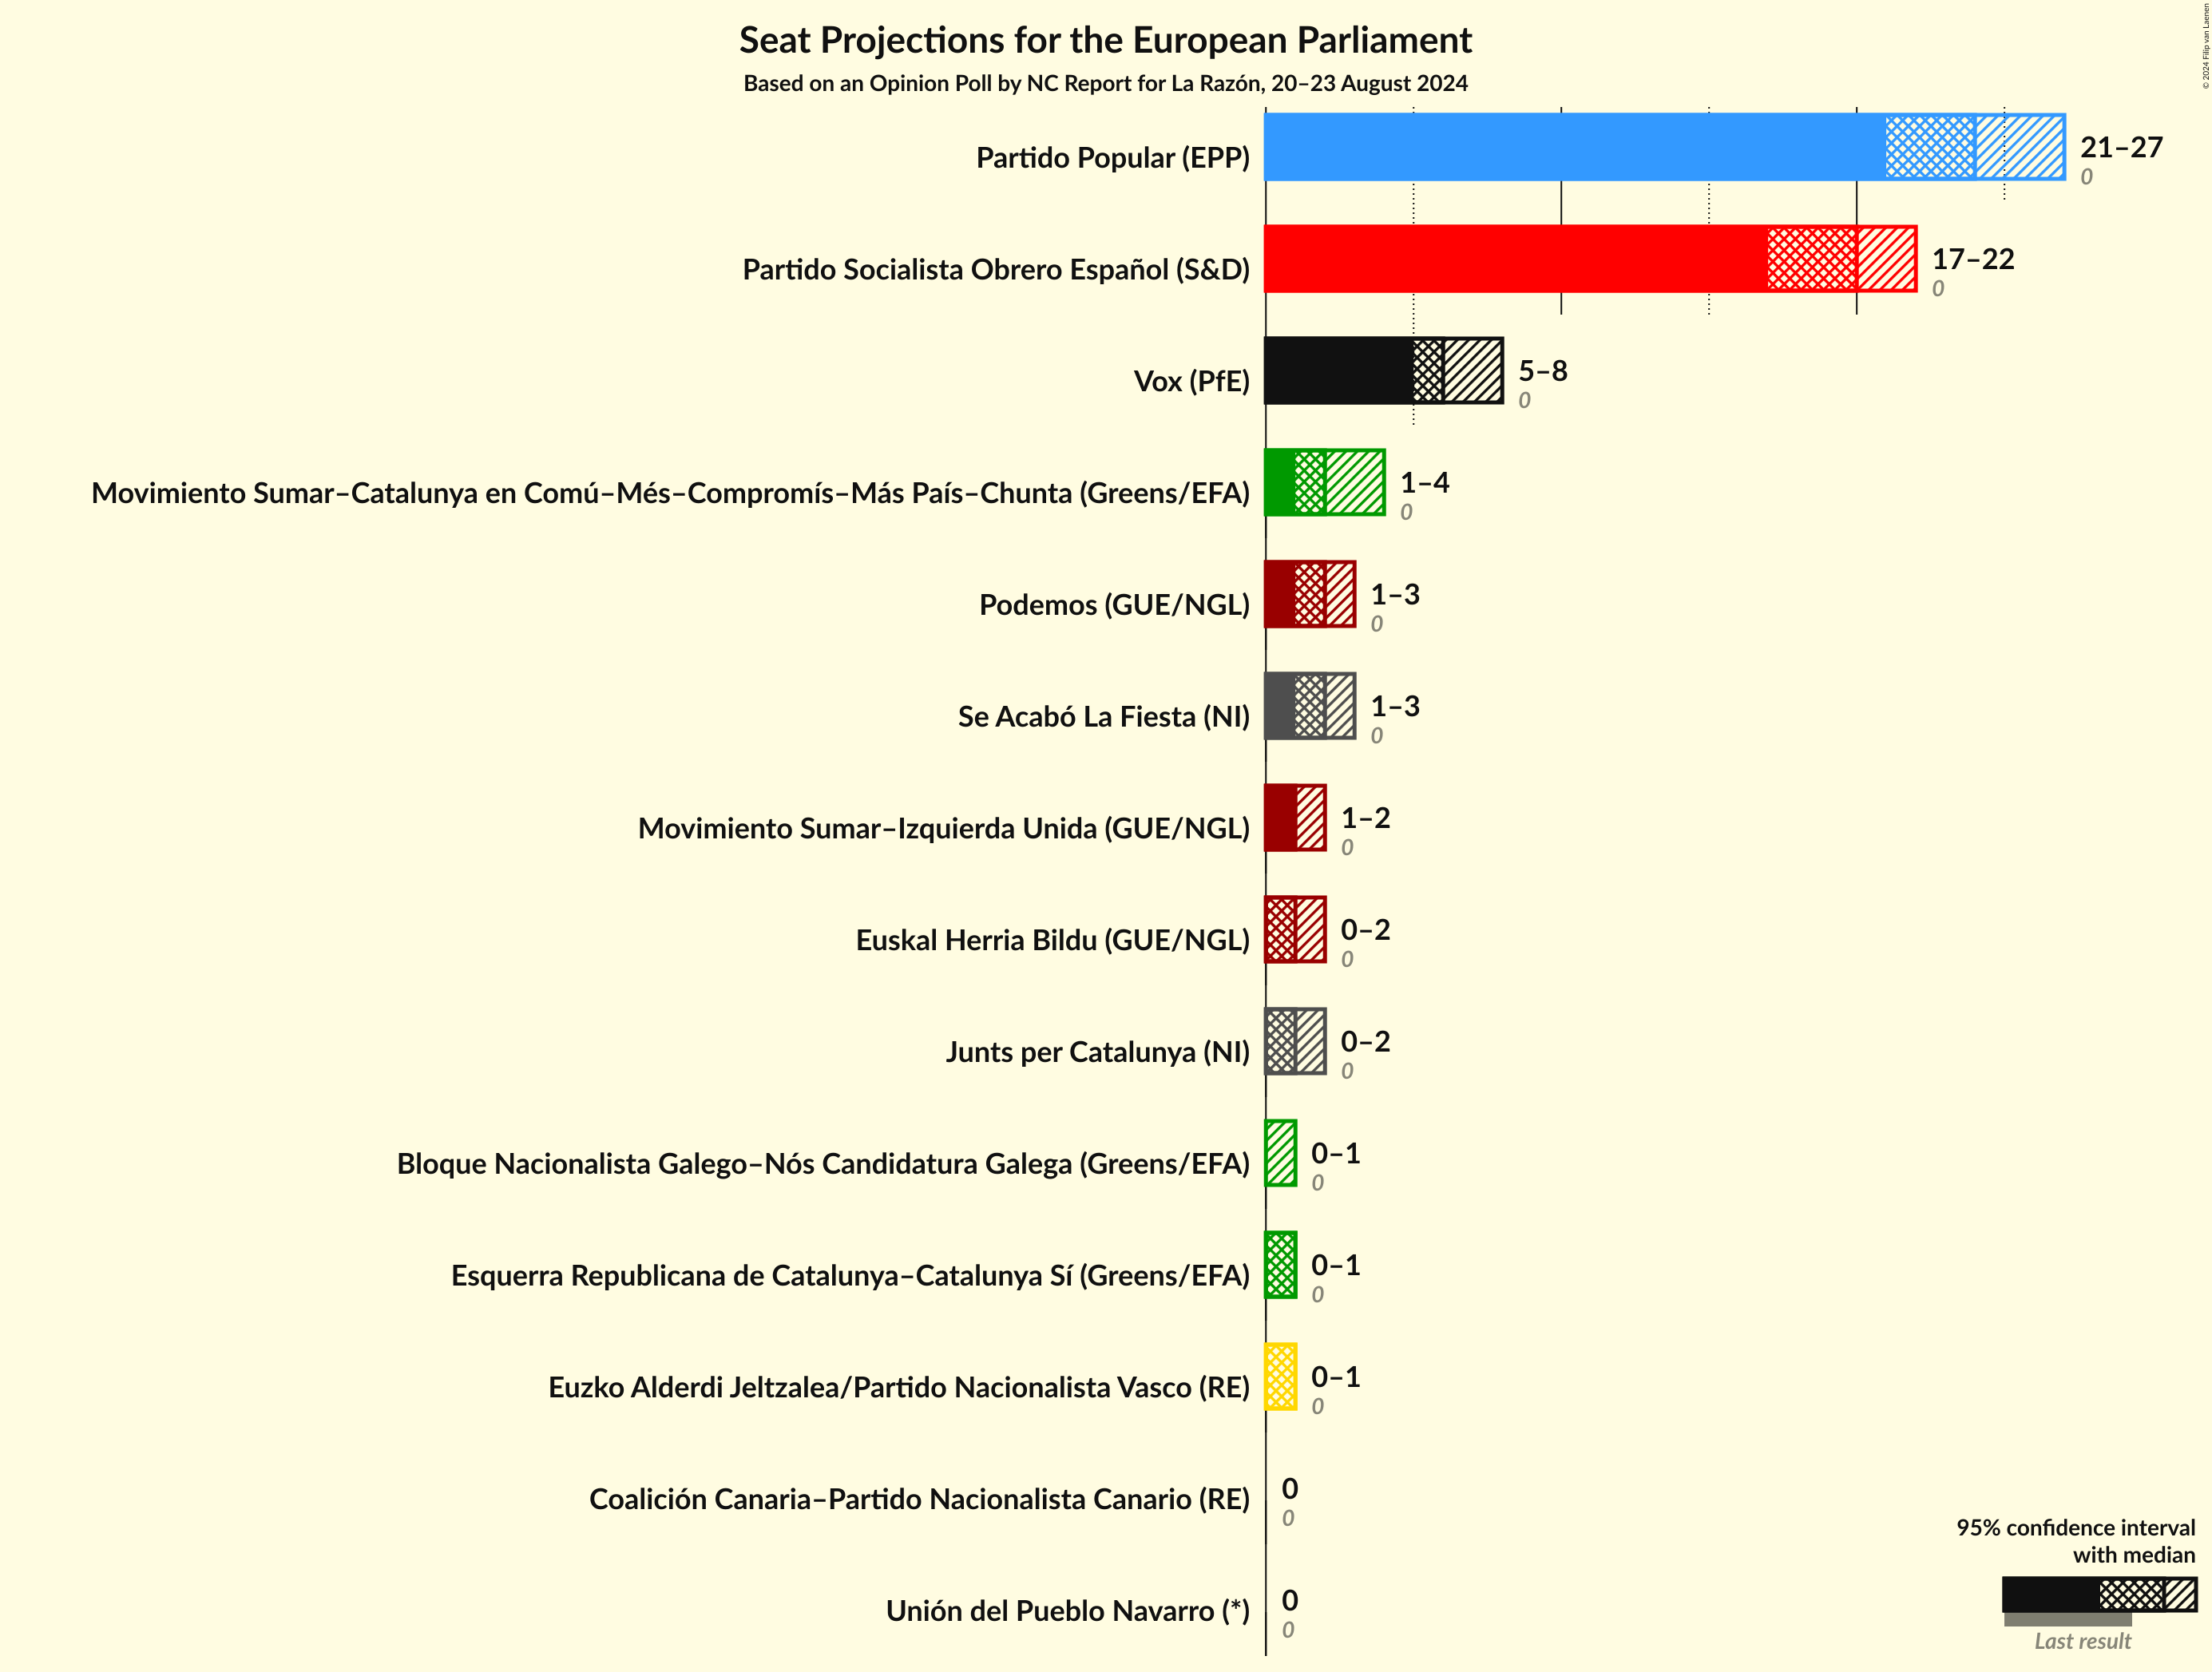 Seat Projections for the European Parliament
Based on an Opinion Poll by NC Report for La Razón, 20–23 August 2024
© 2024 Filip van Laenen
Partido Popular (EPP)
21–27
0
Partido Socialista Obrero Español (S&D)
17–22
0
Vox (PfE)
5–8
0
Movimiento Sumar–Catalunya en Comú–Més–Compromís–Más País–Chunta (Greens/EFA)
1–4
0
Podemos (GUE/NGL)
1–3
0
Se Acabó La Fiesta (NI)
1–3
0
Movimiento Sumar–Izquierda Unida (GUE/NGL)
1–2
0
Euskal Herria Bildu (GUE/NGL)
0–2
0
Junts per Catalunya (NI)
0–2
0
Bloque Nacionalista Galego–Nós Candidatura Galega (Greens/EFA)
0–1
0
Esquerra Republicana de Catalunya–Catalunya Sí (Greens/EFA)
0–1
0
Euzko Alderdi Jeltzalea/Partido Nacionalista Vasco (RE)
0–1
0
Coalición Canaria–Partido Nacionalista Canario (RE)
0
0
Unión del Pueblo Navarro (*)
0
0
95% confidence interval
with median
Last result